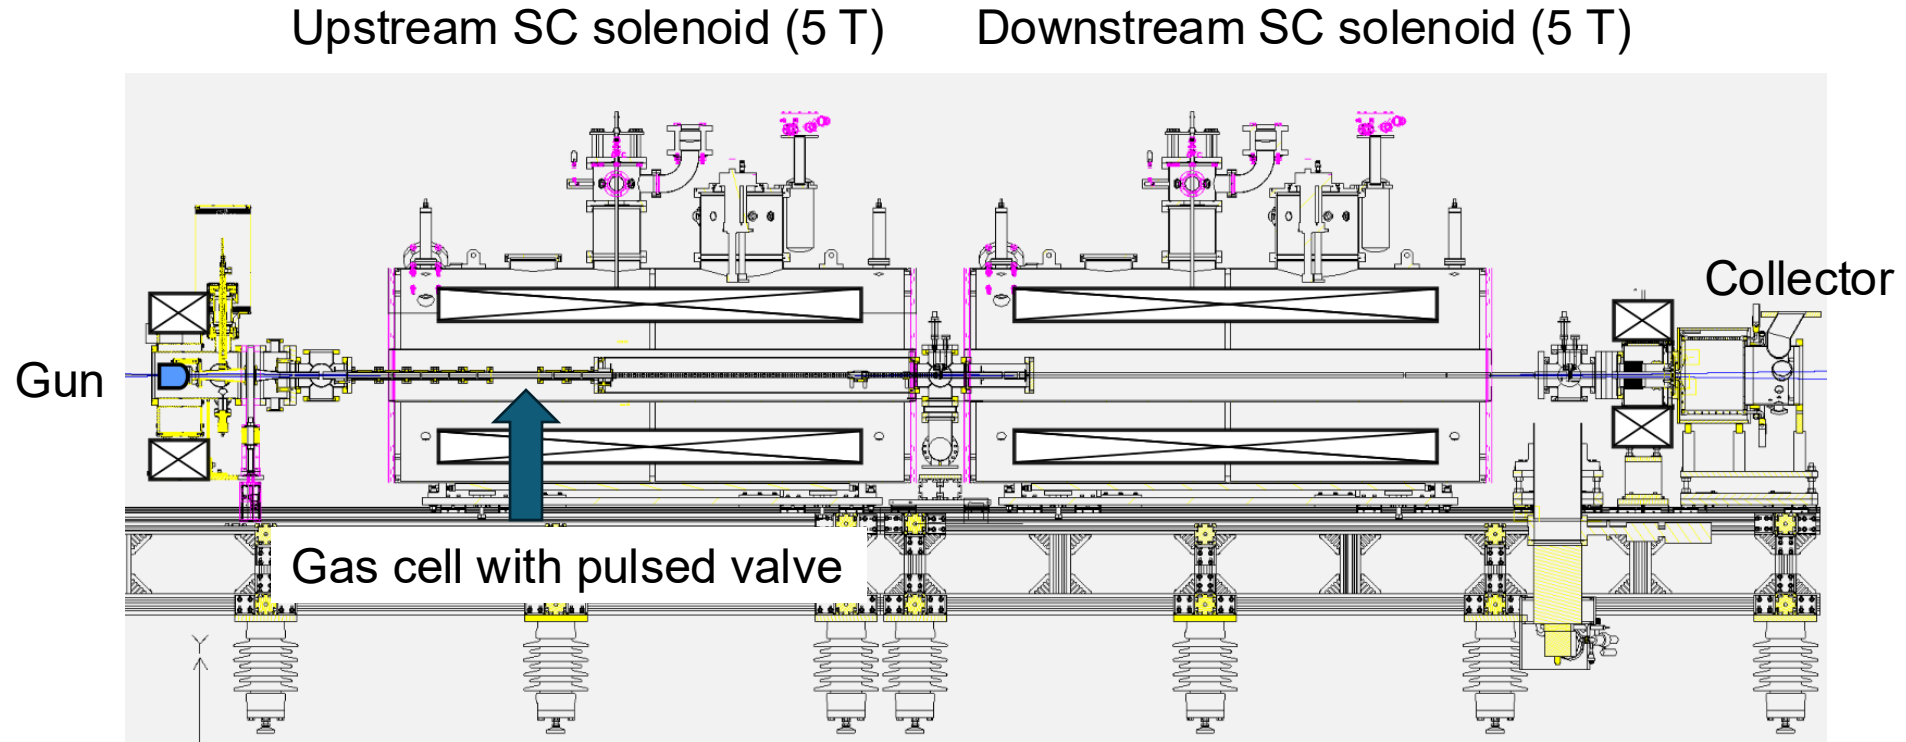 Upstream SC solenoid (5 T)
Downstream SC solenoid (5 T)
Collector
Gun
Gas cell with pulsed valve
Y